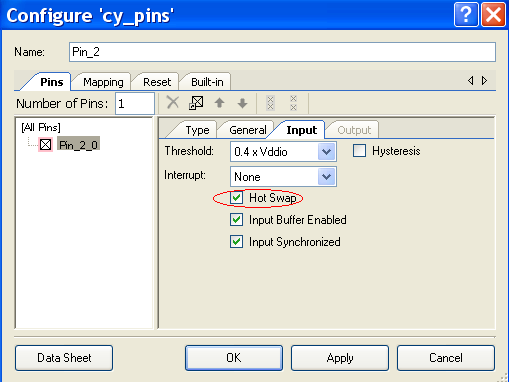 Configure 'cy_pins'
Name: Pin_2
Pins Mapping Reset Built-in
Number of Pins: 1
[All Pins]
Pin_2_0
Type General Input Output
Threshold: 0.4 x Vddio Hysteresis
Interrupt: None
Hot Swap
Input Buffer Enabled
Input Synchronized
Data Sheet OK Apply Cancel